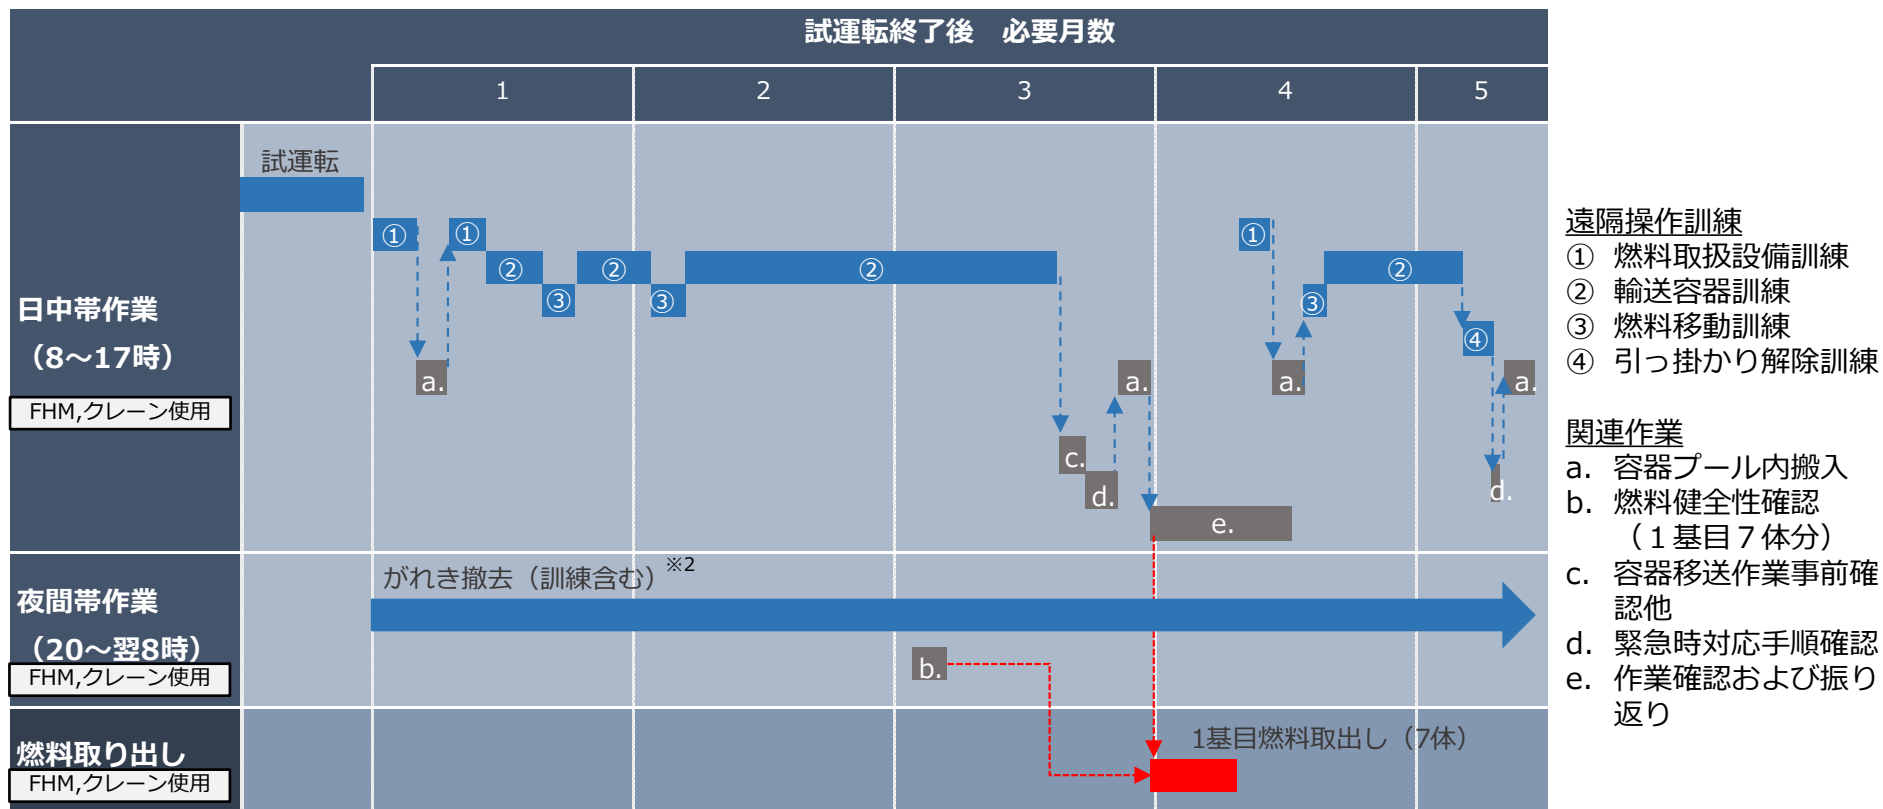 試運転終了後　必要月数
1
2
3
4
5
日中帯作業
（8～17時）
FHM,クレーン使用
試運転
①
①
②
③
②
③
②
①
③
②
④
a.
c.
d.
a.
e.
a.
d.
a.
夜間帯作業
（20～翌8時）
FHM,クレーン使用
がれき撤去（訓練含む）※2
b.
燃料取り出し
FHM,クレーン使用
1基目燃料取出し（7体）
遠隔操作訓練
① 燃料取扱設備訓練
② 輸送容器訓練
③ 燃料移動訓練
④ 引っ掛かり解除訓練
関連作業
a. 容器プール内搬入
b. 燃料健全性確認
（１基目７体分）
c. 容器移送作業事前確
認他
d. 緊急時対応手順確認
e. 作業確認および振り
返り